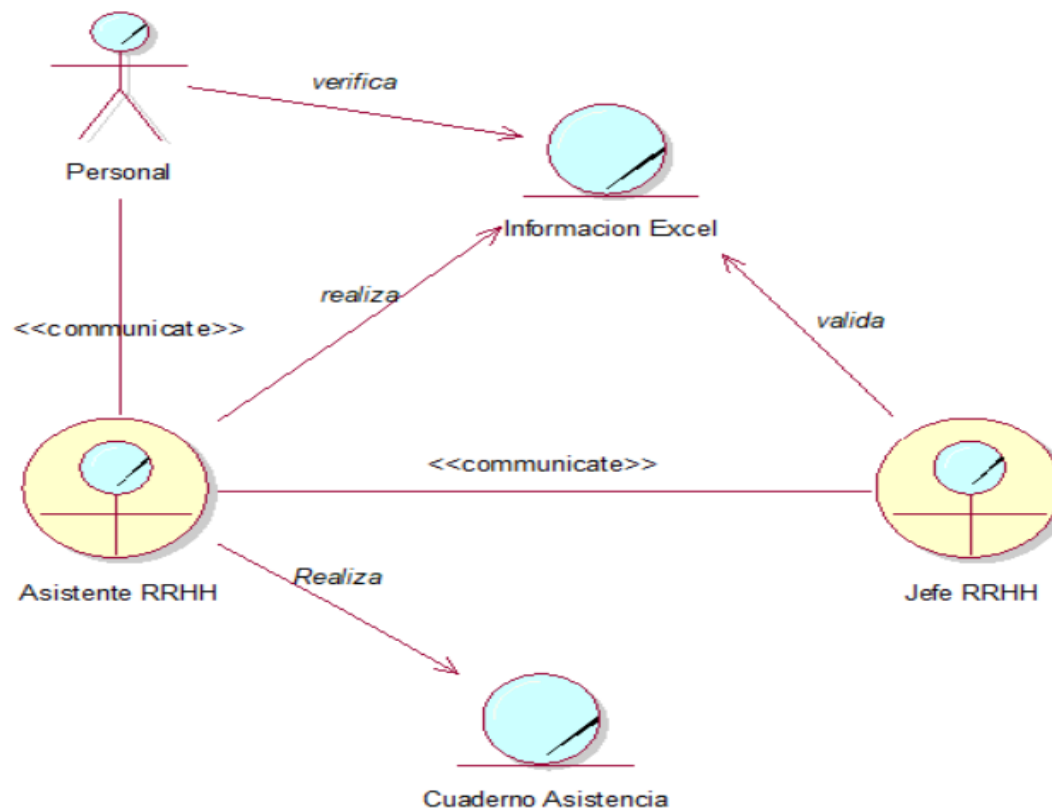 verifica
Personal
Informacion Excel
realiza
<<communicate>>
valida
<<communicate>>
Asistente RRHH
Realiza
Jefe RRHH
Cuaderno Asistencia